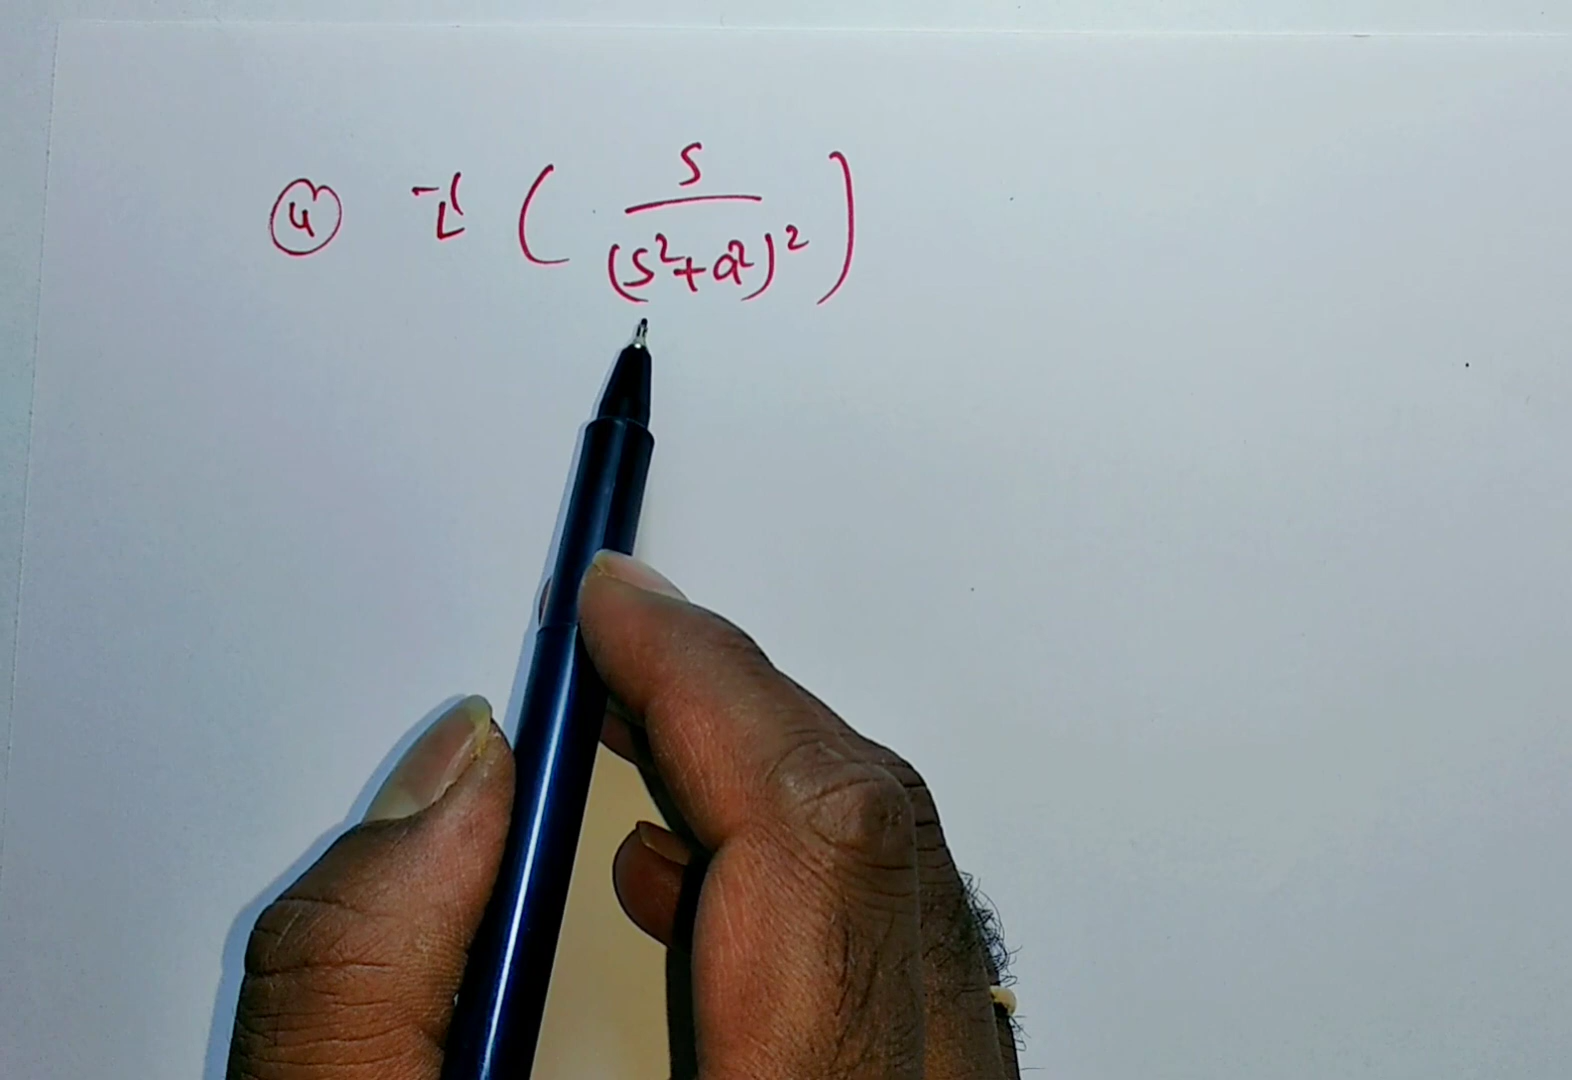 ④ L⁻¹ ( s / (s²+a²)² )